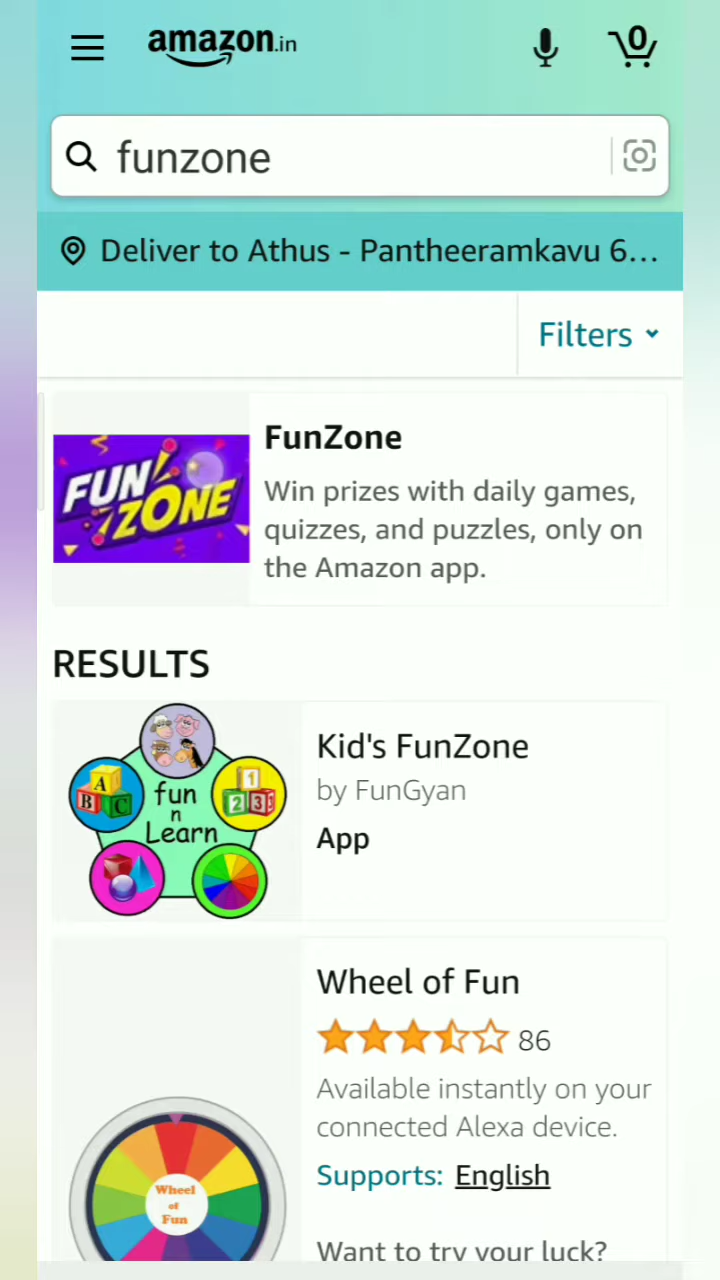 amazon.in
0
funzone
Deliver to Athus - Pantheeramkavu 6...
Filters
FUN
ZONE
FunZone
Win prizes with daily games,
quizzes, and puzzles, only on
the Amazon app.
RESULTS
A
B C
1
2 3
fun
n
Learn
Kid's FunZone
by FunGyan
App
Wheel of Fun
86
Available instantly on your
connected Alexa device.
Supports: English
Wheel
of
Fun
Want to try your luck?